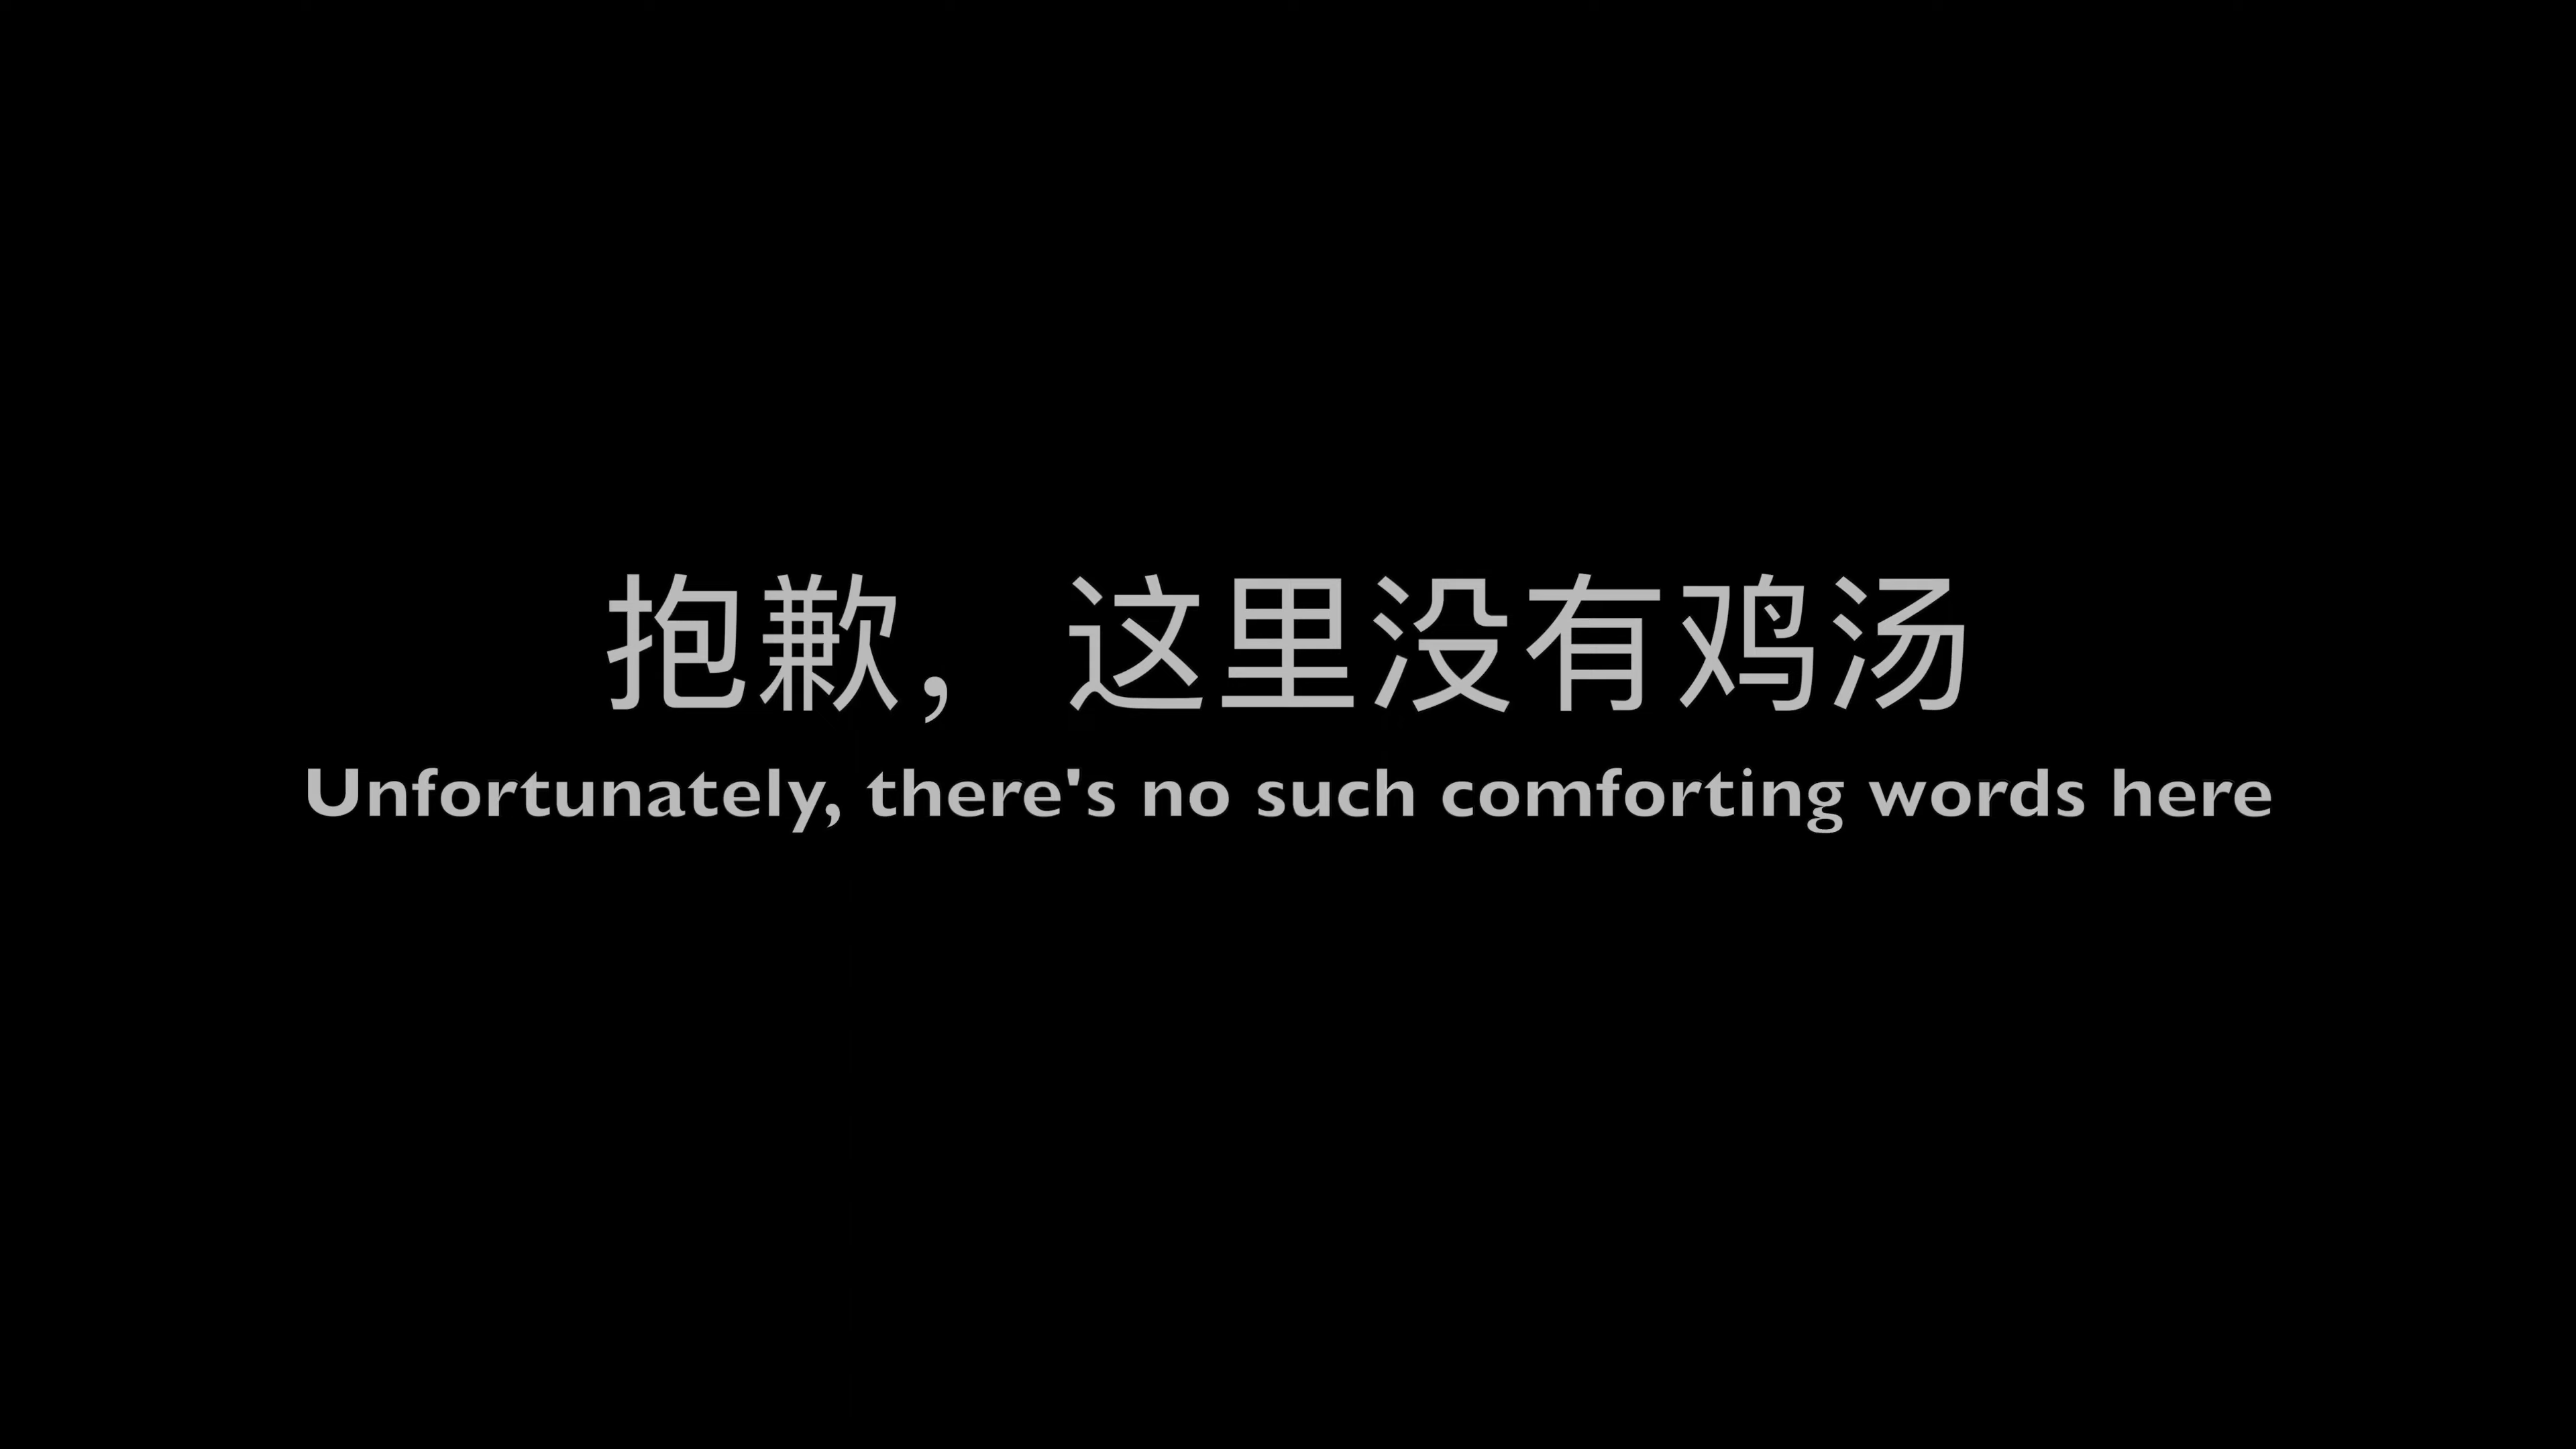 抱歉，这里没有鸡汤
Unfortunately, there's no such comforting words here